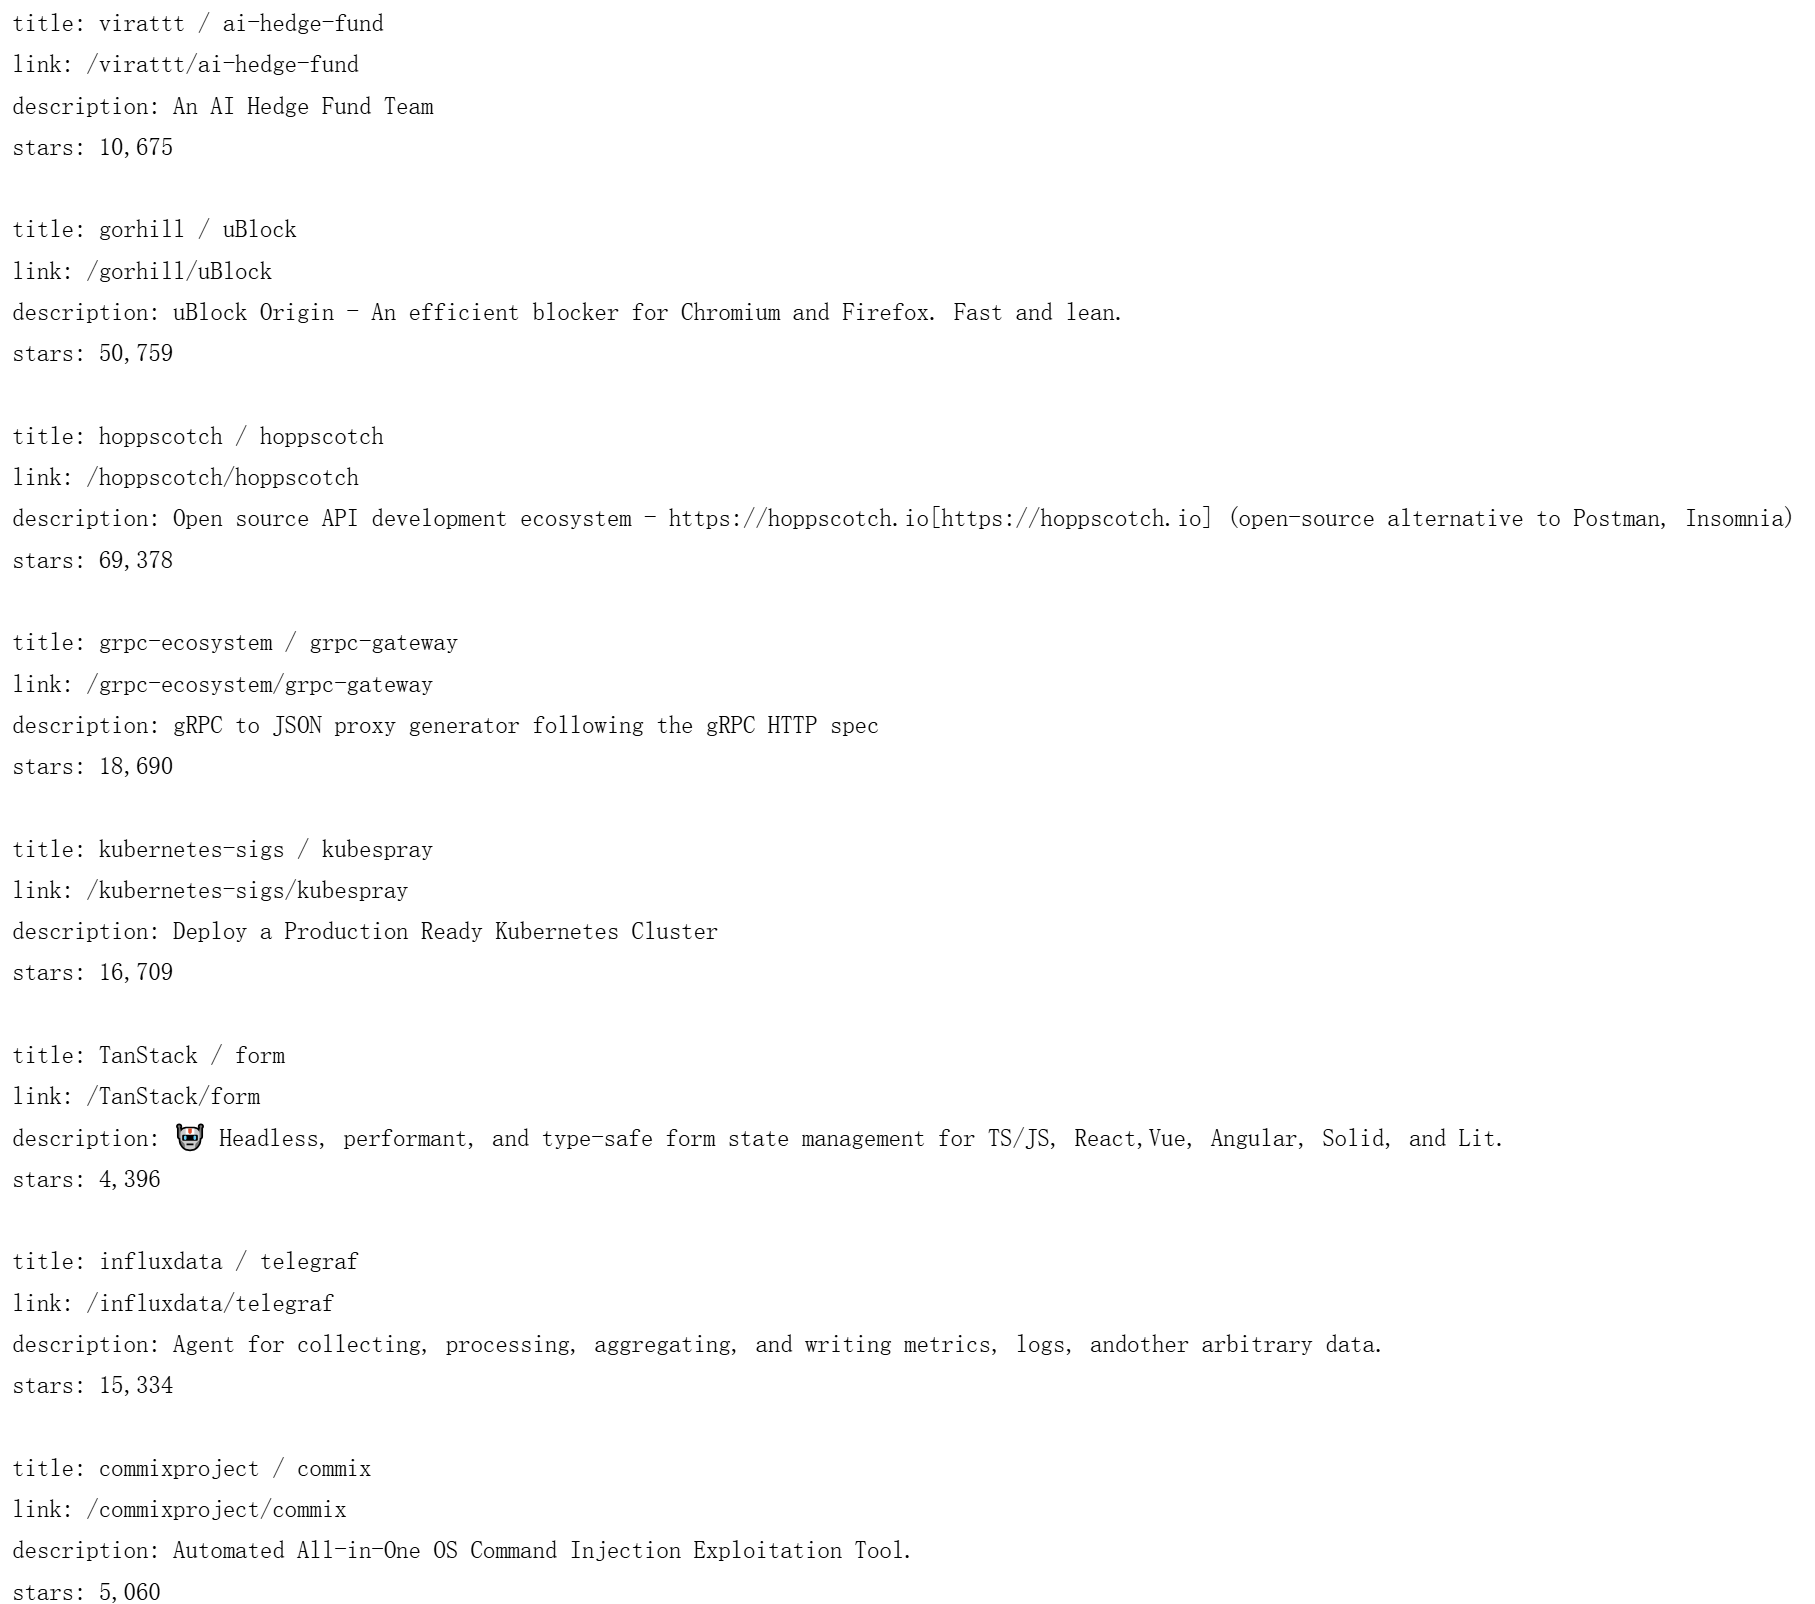 title: virattt / ai-hedge-fund
link: /virattt/ai-hedge-fund
description: An AI Hedge Fund Team
stars: 10,675
title: gorhill / uBlock
link: /gorhill/uBlock
description: uBlock Origin - An efficient blocker for Chromium and Firefox. Fast and lean.
stars: 50,759
title: hoppscotch / hoppscotch
link: /hoppscotch/hoppscotch
description: Open source API development ecosystem - https://hoppscotch.io[https://hoppscotch.io] (open-source alternative to Postman, Insomnia)
stars: 69,378
title: grpc-ecosystem / grpc-gateway
link: /grpc-ecosystem/grpc-gateway
description: gRPC to JSON proxy generator following the gRPC HTTP spec
stars: 18,690
title: kubernetes-sigs / kubespray
link: /kubernetes-sigs/kubespray
description: Deploy a Production Ready Kubernetes Cluster
stars: 16,709
title: TanStack / form
link: /TanStack/form
description: 🤖 Headless, performant, and type-safe form state management for TS/JS, React,Vue, Angular, Solid, and Lit.
stars: 4,396
title: influxdata / telegraf
link: /influxdata/telegraf
description: Agent for collecting, processing, aggregating, and writing metrics, logs, andother arbitrary data.
stars: 15,334
title: commixproject / commix
link: /commixproject/commix
description: Automated All-in-One OS Command Injection Exploitation Tool.
stars: 5,060